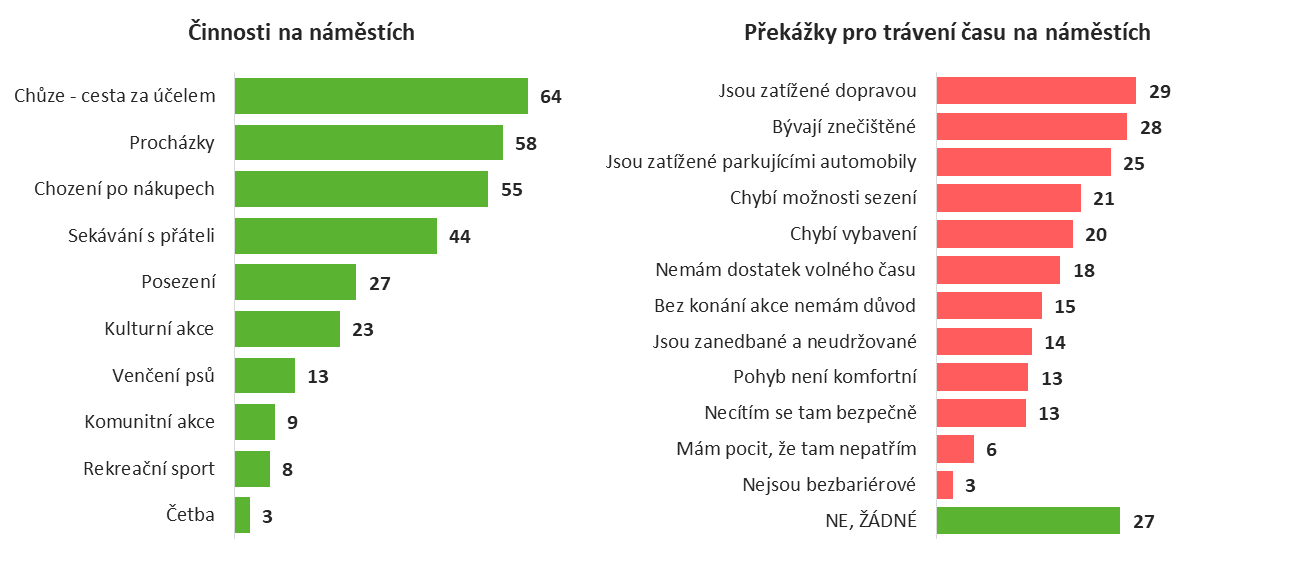 Činnosti na náměstích
Chůze - cesta za účelem 64
Procházky 58
Chození po nákupech 55
Sekávání s přáteli 44
Posezení 27
Kulturní akce 23
Venčení psů 13
Komunitní akce 9
Rekreační sport 8
Četba 3
Překážky pro trávení času na náměstích
Jsou zatížené dopravou 29
Bývají znečištěné 28
Jsou zatížené parkujícími automobily 25
Chybí možnosti sezení 21
Chybí vybavení 20
Nemám dostatek volného času 18
Bez konání akce nemám důvod 15
Jsou zanedbané a neudržované 14
Pohyb není komfortní 13
Necítím se tam bezpečně 13
Mám pocit, že tam nepatřím 6
Nejsou bezbariérové 3
NE, ŽÁDNÉ 27